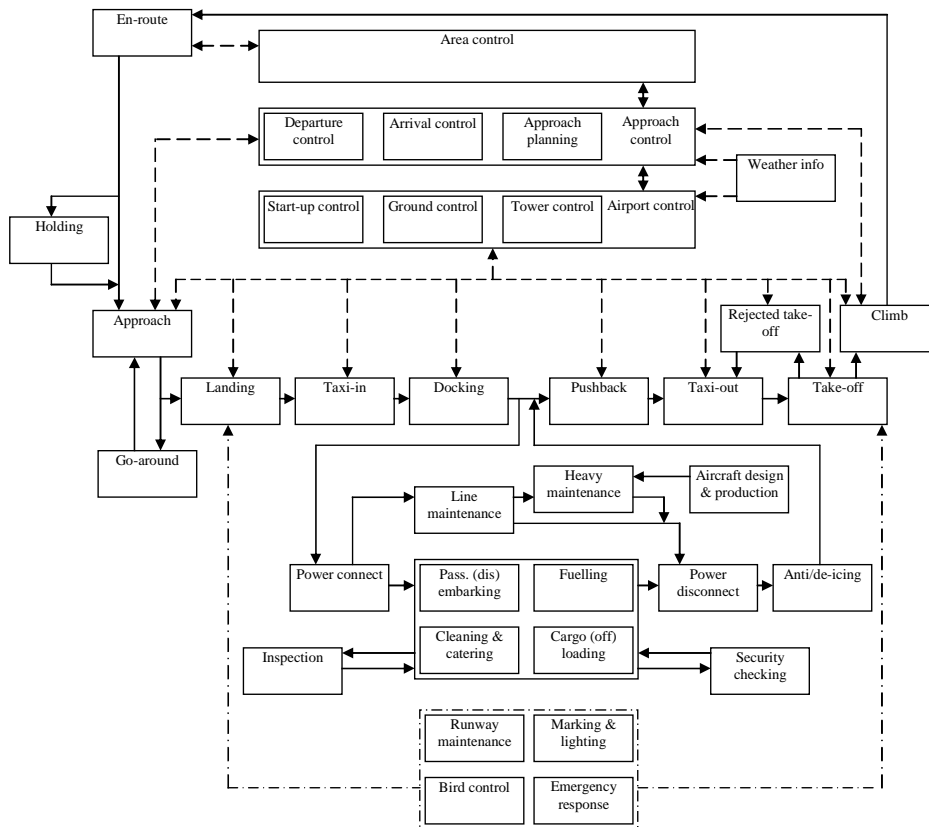 En-route
Area control
Departure
control
Arrival control
Approach
planning
Approach
control
Weather info
Start-up control
Ground control
Tower control
Airport control
Holding
Approach
Rejected take-
off
Climb
Landing
Taxi-in
Docking
Pushback
Taxi-out
Take-off
Go-around
Line
maintenance
Heavy
maintenance
Aircraft design
& production
Power connect
Pass. (dis)
embarking
Fuelling
Power
disconnect
Anti/de-icing
Inspection
Cleaning &
catering
Cargo (off)
loading
Security
checking
Runway
maintenance
Marking &
lighting
Bird control
Emergency
response